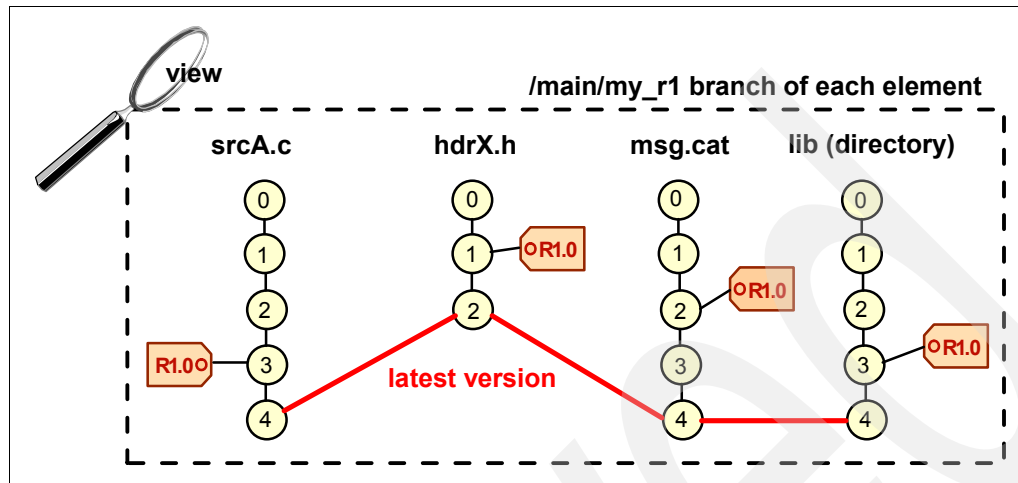 view
/main/my_r1 branch of each element
srcA.c hdrX.h msg.cat lib (directory)
0 0 0 0
1 1 R1.0 1 1
2 2 2 R1.0 2
R1.0 3 3 3 R1.0
latest version
4 4 4